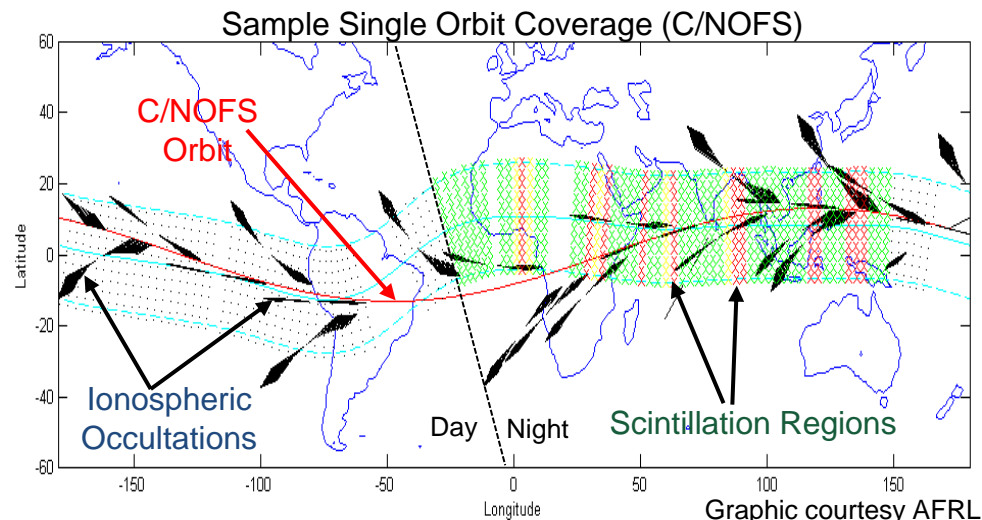 Sample Single Orbit Coverage (C/NOFS)
60
40
20
0
-20
-40
-60
Latitude
C/NOFS
Orbit
Ionospheric
Occultations
Day Night
Scintillation Regions
-150 -100 -50 0 50 100 150
Longitude
Graphic courtesy AFRL